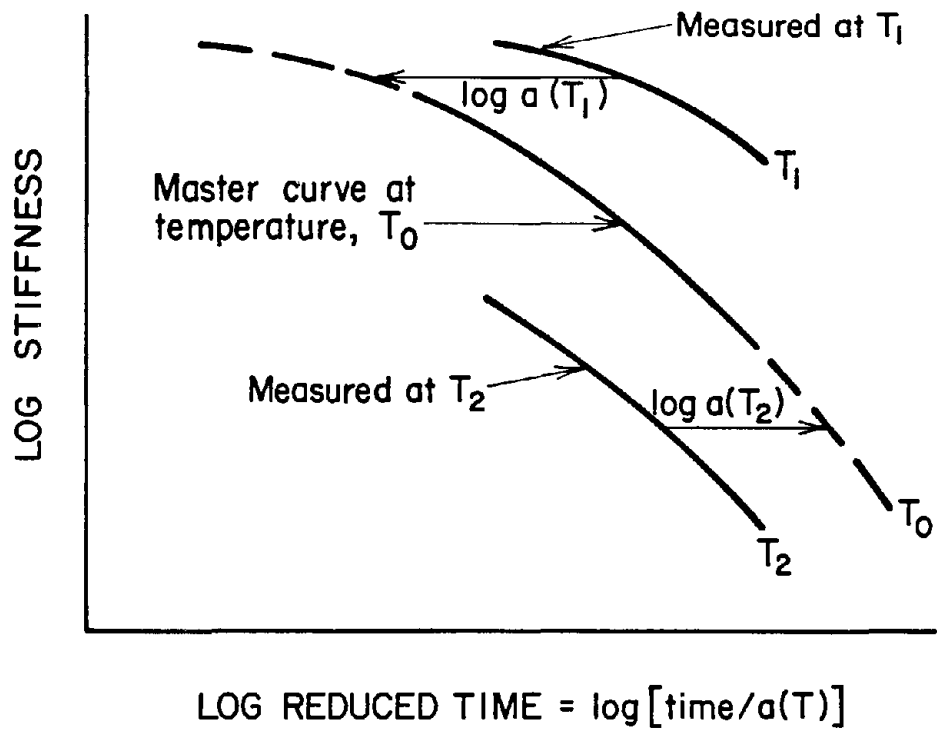 Measured at T₁
log a(T₁)
T₁
Master curve at
temperature, T₀
LOG STIFFNESS
Measured at T₂
log a(T₂)
T₀
T₂
LOG REDUCED TIME = log[time/a(T)]